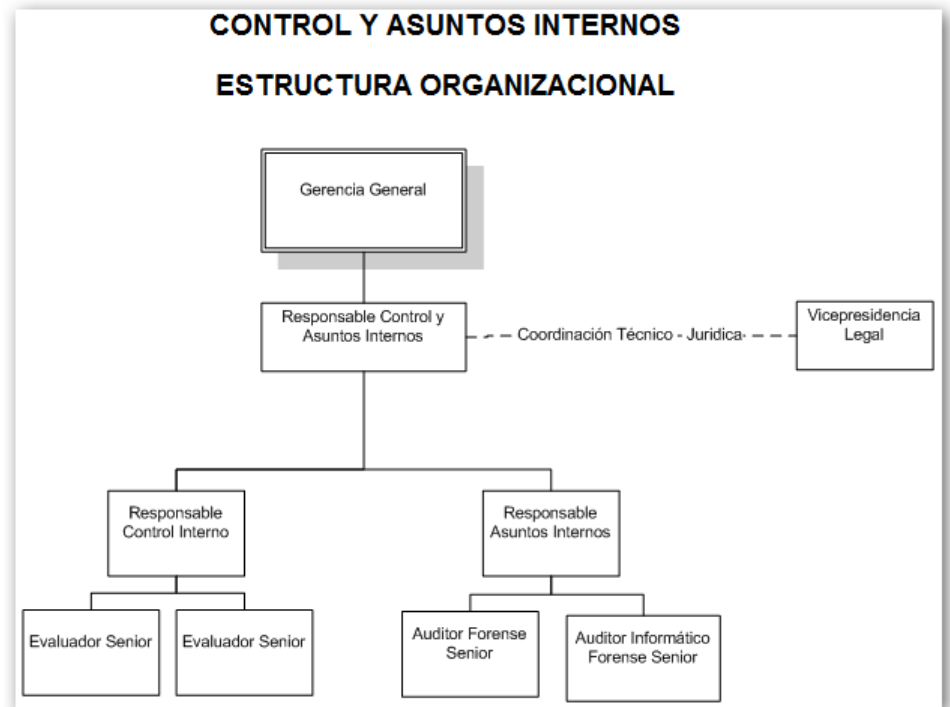 CONTROL Y ASUNTOS INTERNOS
ESTRUCTURA ORGANIZACIONAL
Gerencia General
Responsable Control y
Asuntos Internos
Coordinación Técnico - Juridica
Vicepresidencia
Legal
Responsable
Control Interno
Responsable
Asuntos Internos
Evaluador Senior
Evaluador Senior
Auditor Forense
Senior
Auditor Informático
Forense Senior